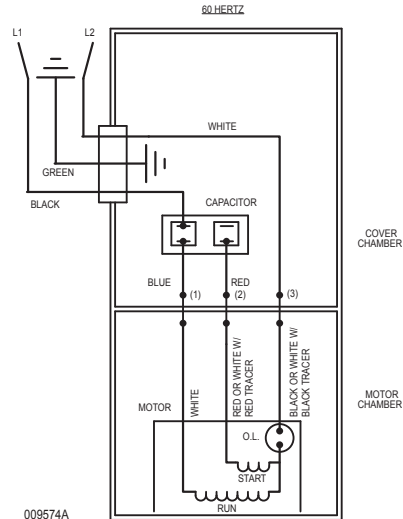 60 HERTZ
L1
L2
WHITE
GREEN
BLACK
CAPACITOR
COVER
CHAMBER
BLUE
RED
(1)
(2)
(3)
WHITE
RED OR WHITE W/
RED TRACER
BLACK OR WHITE W/
BLACK TRACER
MOTOR
CHAMBER
MOTOR
O.L.
START
RUN
009574A